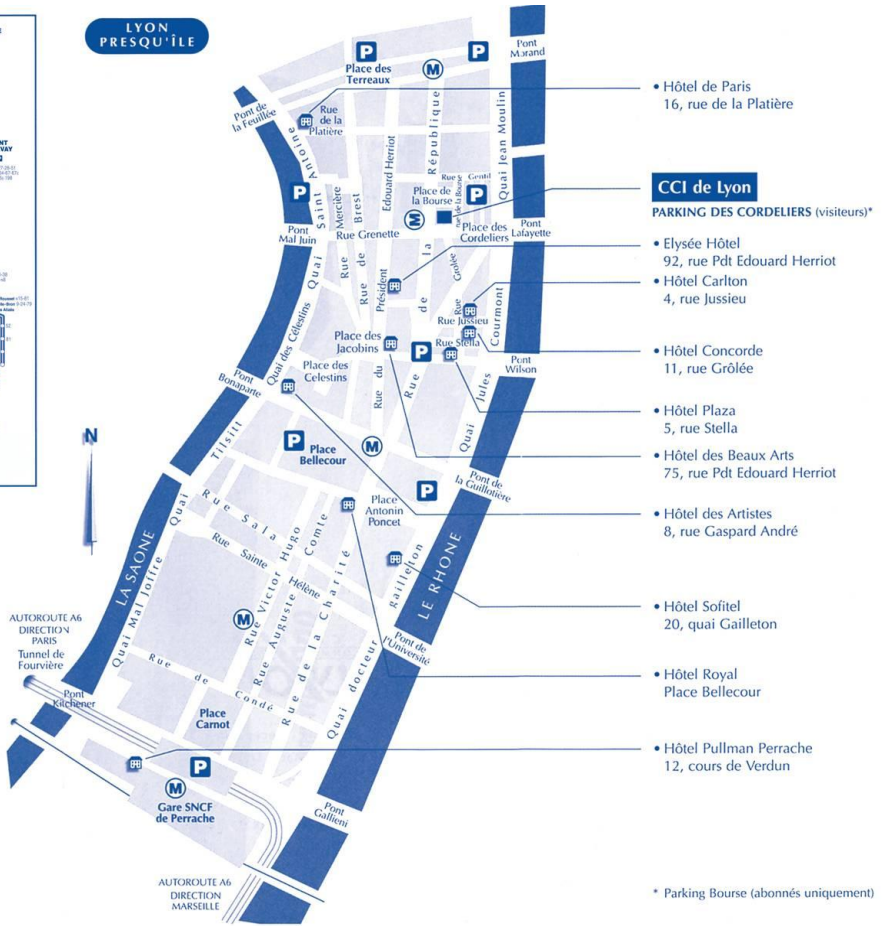 LYON
PRESQU'ÎLE
Pont
Morand
Place des
Terreaux
P
P
M
Pont de
la Feuillée
Rue
de la
Platière
• Hôtel de Paris
16, rue de la Platière
Quai Saint Antoine
Rue Mercière
Rue de Brest
Rue du Président Edouard Herriot
Rue de la République
Quai Jean Moulin
Rue Gentil
P
P
Place de
la Bourse
rue de la Bourse
M
CCI de Lyon
PARKING DES CORDELIERS (visiteurs)*
Pont
Mal Juin
Rue Grenette
Place des
Cordeliers
Pont
Lafayette
• Elysée Hôtel
92, rue Pdt Edouard Herriot
• Hôtel Carlton
4, rue Jussieu
Rue Grolée
Rue Jussieu
Quai Jules Courmont
Quai des Célestins
Place des
Jacobins
P
Rue Stella
• Hôtel Concorde
11, rue Grôlée
Pont
Wilson
Place des
Celestins
Pont
Bonaparte
• Hôtel Plaza
5, rue Stella
N
Quai Tilsitt
P
Place
Bellecour
M
• Hôtel des Beaux Arts
75, rue Pdt Edouard Herriot
Pont de
la Guillotière
P
Place
Antonin
Poncet
• Hôtel des Artistes
8, rue Gaspard André
Rue Sala
Rue Sainte Hélène
Rue Victor Hugo
Rue Auguste Comte
Rue de la Charité
LA SAONE
LE RHONE
Quai Mal Joffre
Quai docteur Gailleton
• Hôtel Sofitel
20, quai Gailleton
M
AUTOROUTE A6
DIRECTION
PARIS
Tunnel de
Fourvière
Pont de
l'Université
Rue de Condé
• Hôtel Royal
Place Bellecour
Pont
Kitchener
Place
Carnot
• Hôtel Pullman Perrache
12, cours de Verdun
P
M
Gare SNCF
de Perrache
Pont
Gallieni
AUTOROUTE A6
DIRECTION
MARSEILLE
* Parking Bourse (abonnés uniquement)